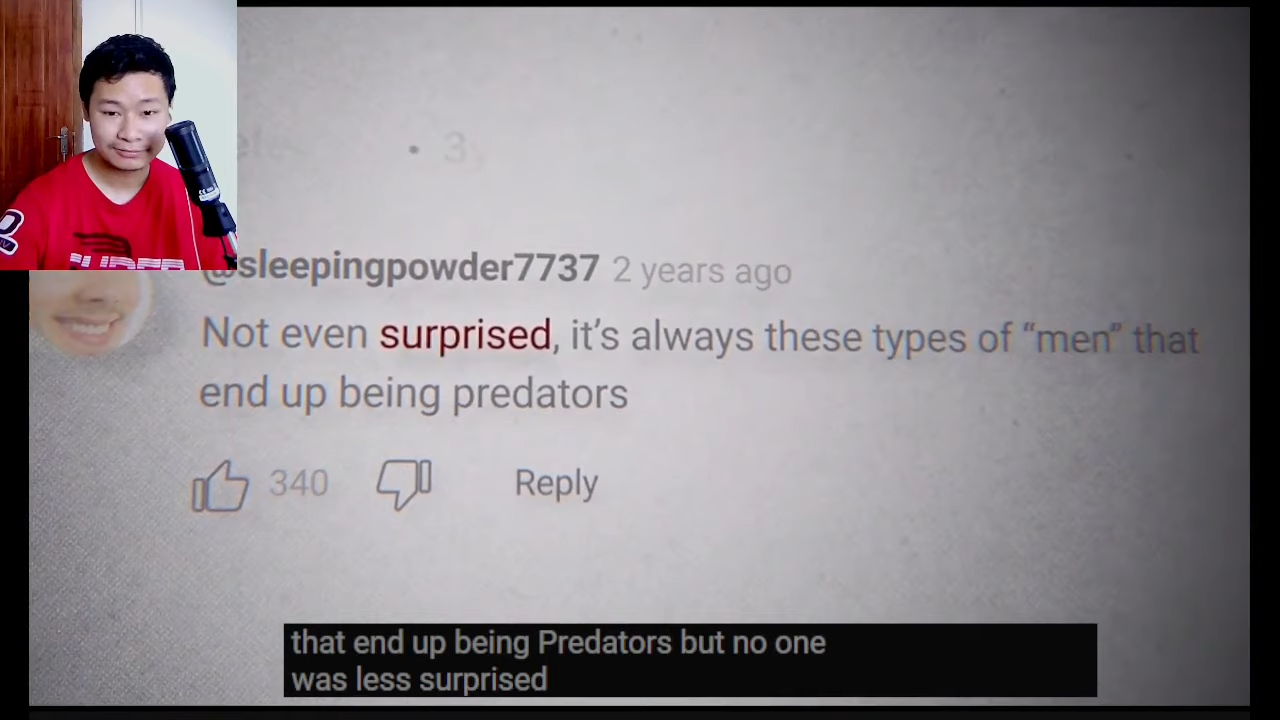 • 3
@sleepingpowder7737 2 years ago
Not even surprised, it’s always these types of “men” that
end up being predators
340 Reply
that end up being Predators but no one
was less surprised